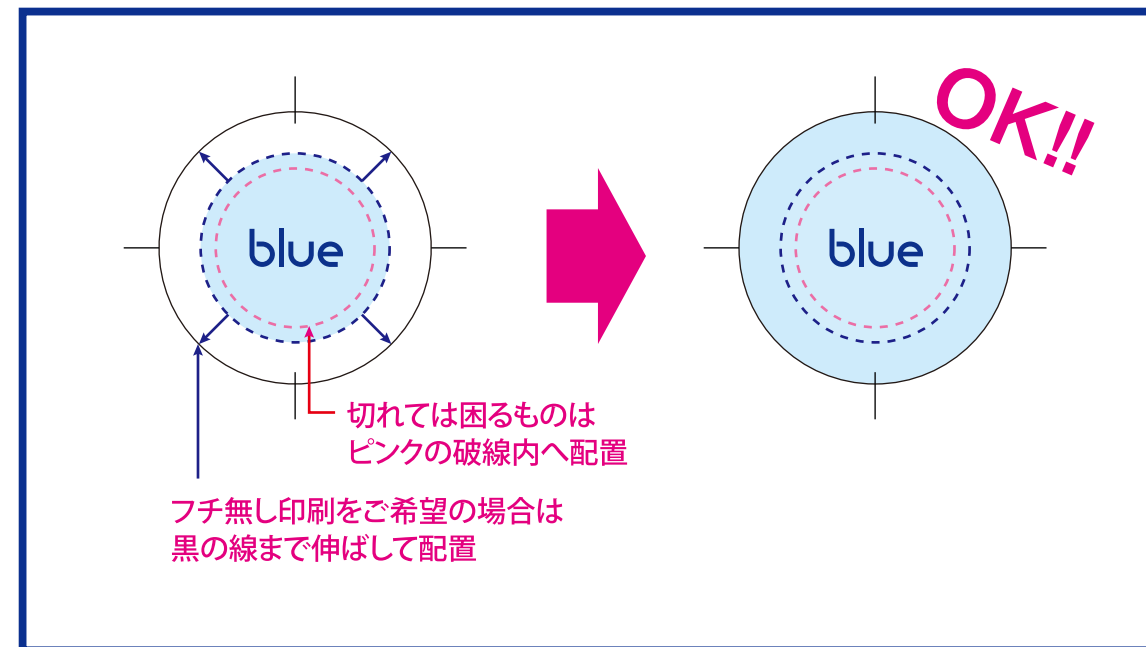 OK!!
blue
blue
切れては困るものは
ピンクの破線内へ配置
フチ無し印刷をご希望の場合は
黒の線まで伸ばして配置